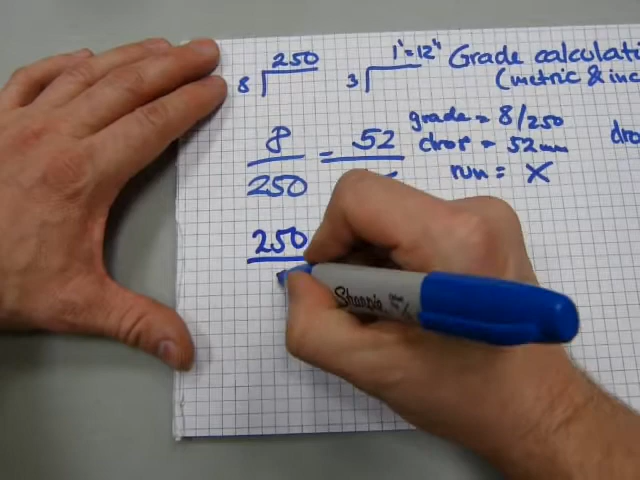 250
8
1'=12"
3
Grade calculati
(metric & inc
8
250
=
52
grade = 8/250
drop = 52mm
run = X
dro
250
Sharpie